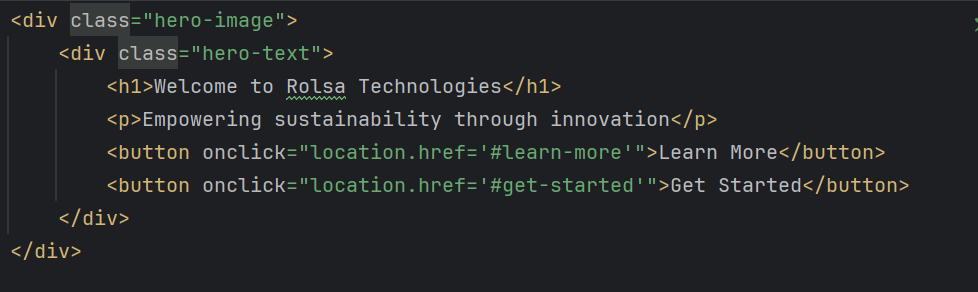 <div class="hero-image">
    <div class="hero-text">
        <h1>Welcome to Rolsa Technologies</h1>
        <p>Empowering sustainability through innovation</p>
        <button onclick="location.href='#learn-more'">Learn More</button>
        <button onclick="location.href='#get-started'">Get Started</button>
    </div>
</div>